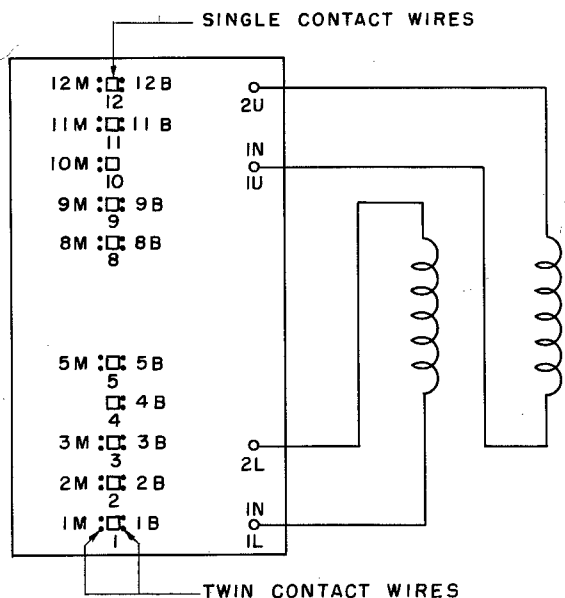 SINGLE CONTACT WIRES
12M 12B
12
2U
11M 11B
11
1N
10M
10
1U
9M 9B
9
8M 8B
8
5M 5B
5
4B
4
3M 3B
3
2L
2M 2B
2
1N
1M 1B
1
1L
TWIN CONTACT WIRES